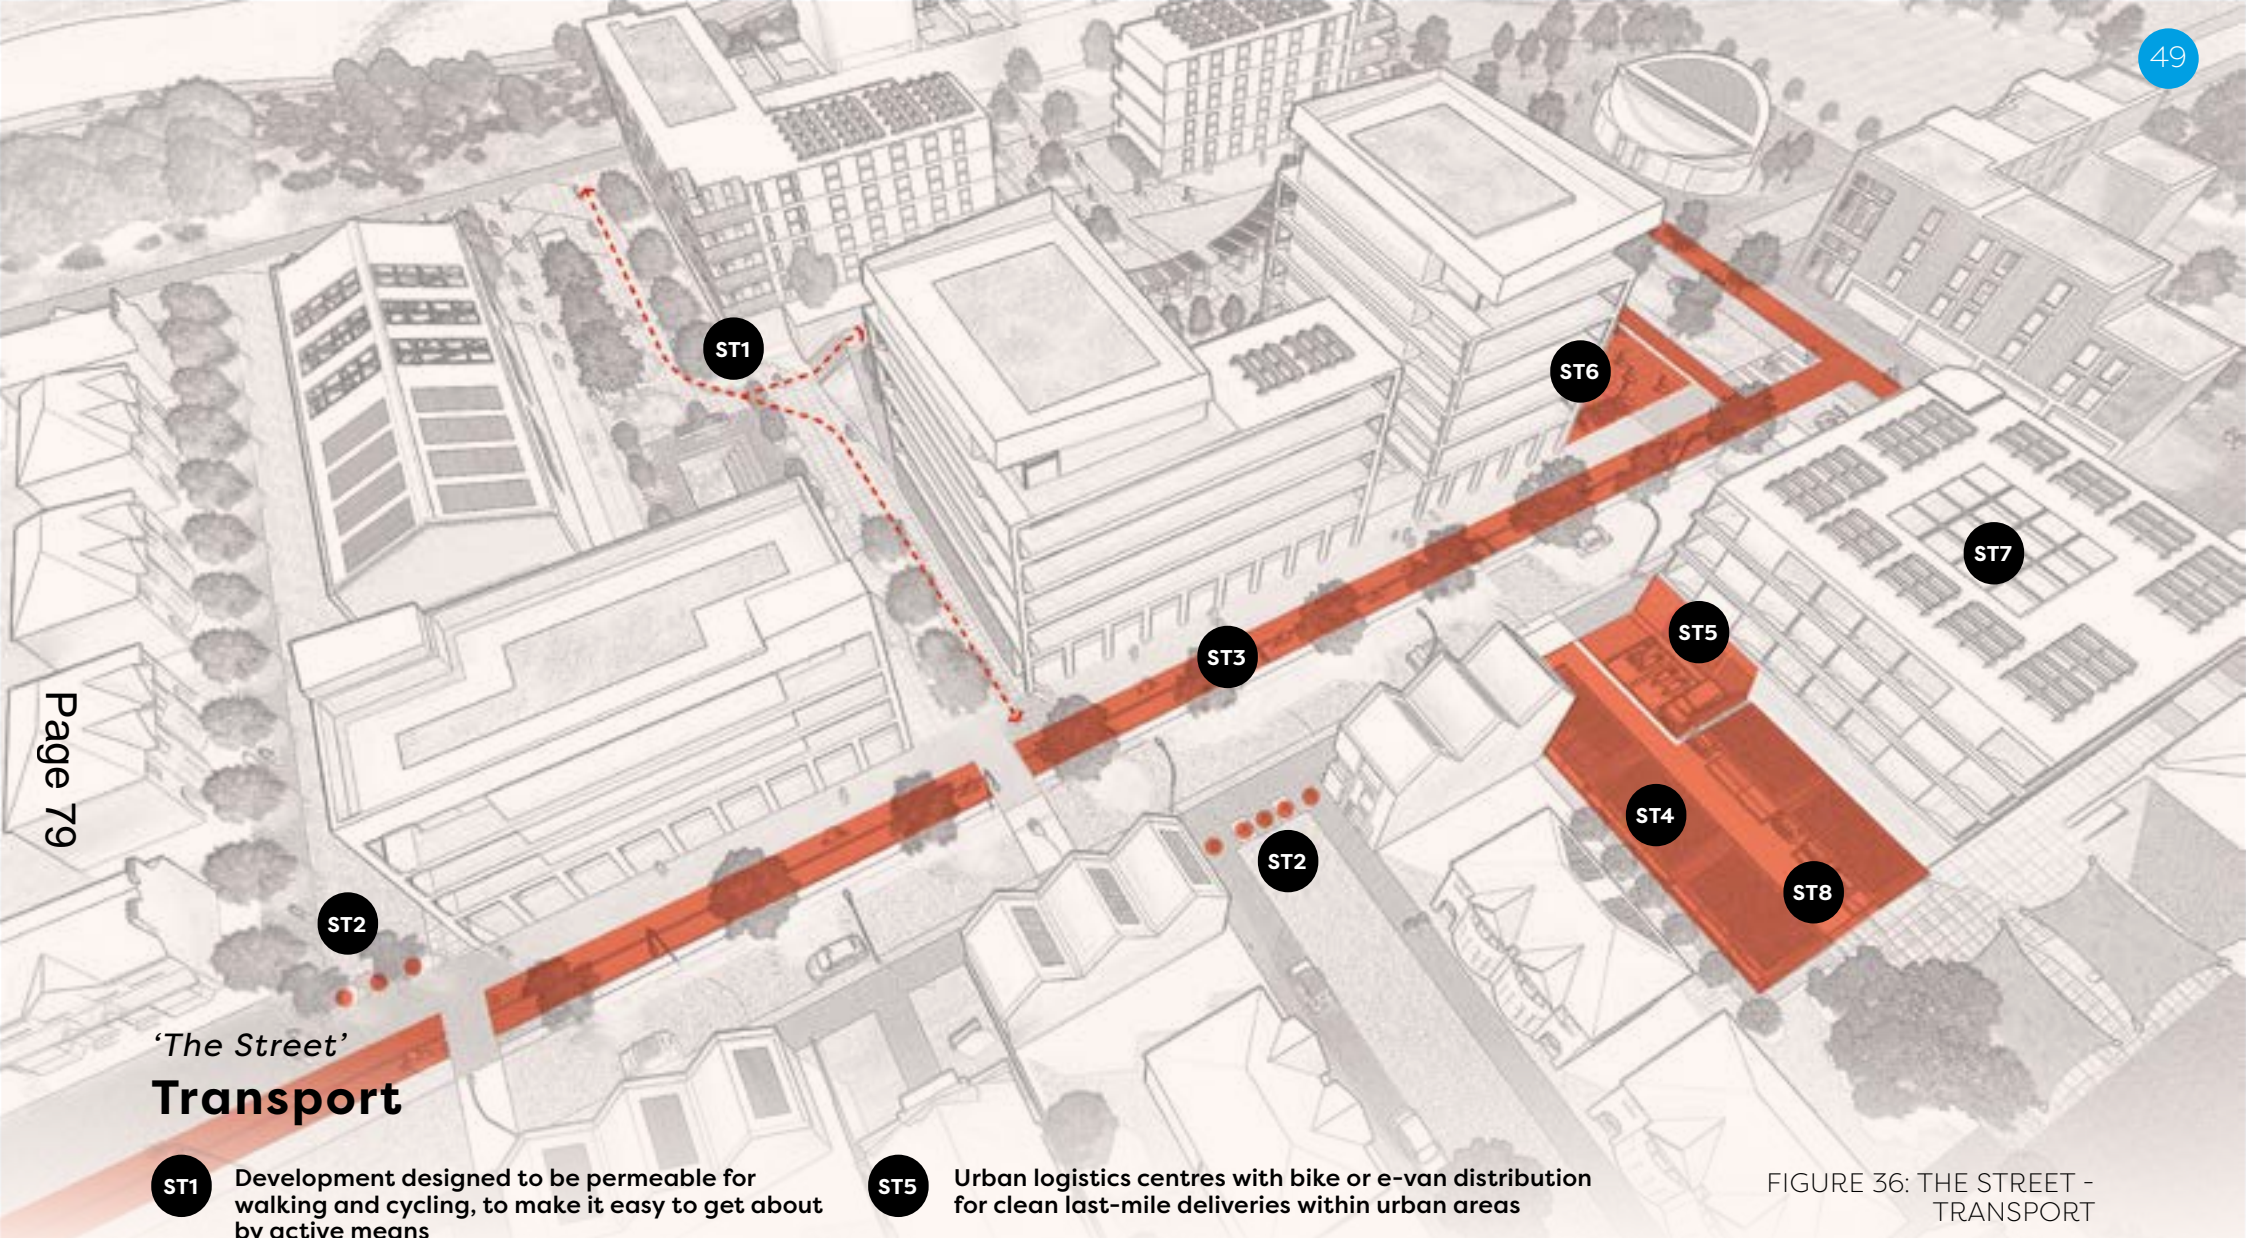 49
ST1
ST6
ST7
ST5
ST3
ST4
ST2
ST8
ST2
Page 79
‘The Street’
Transport
ST1
Development designed to be permeable for
walking and cycling, to make it easy to get about
by active means
ST5
Urban logistics centres with bike or e-van distribution
for clean last-mile deliveries within urban areas
FIGURE 36: THE STREET -
TRANSPORT